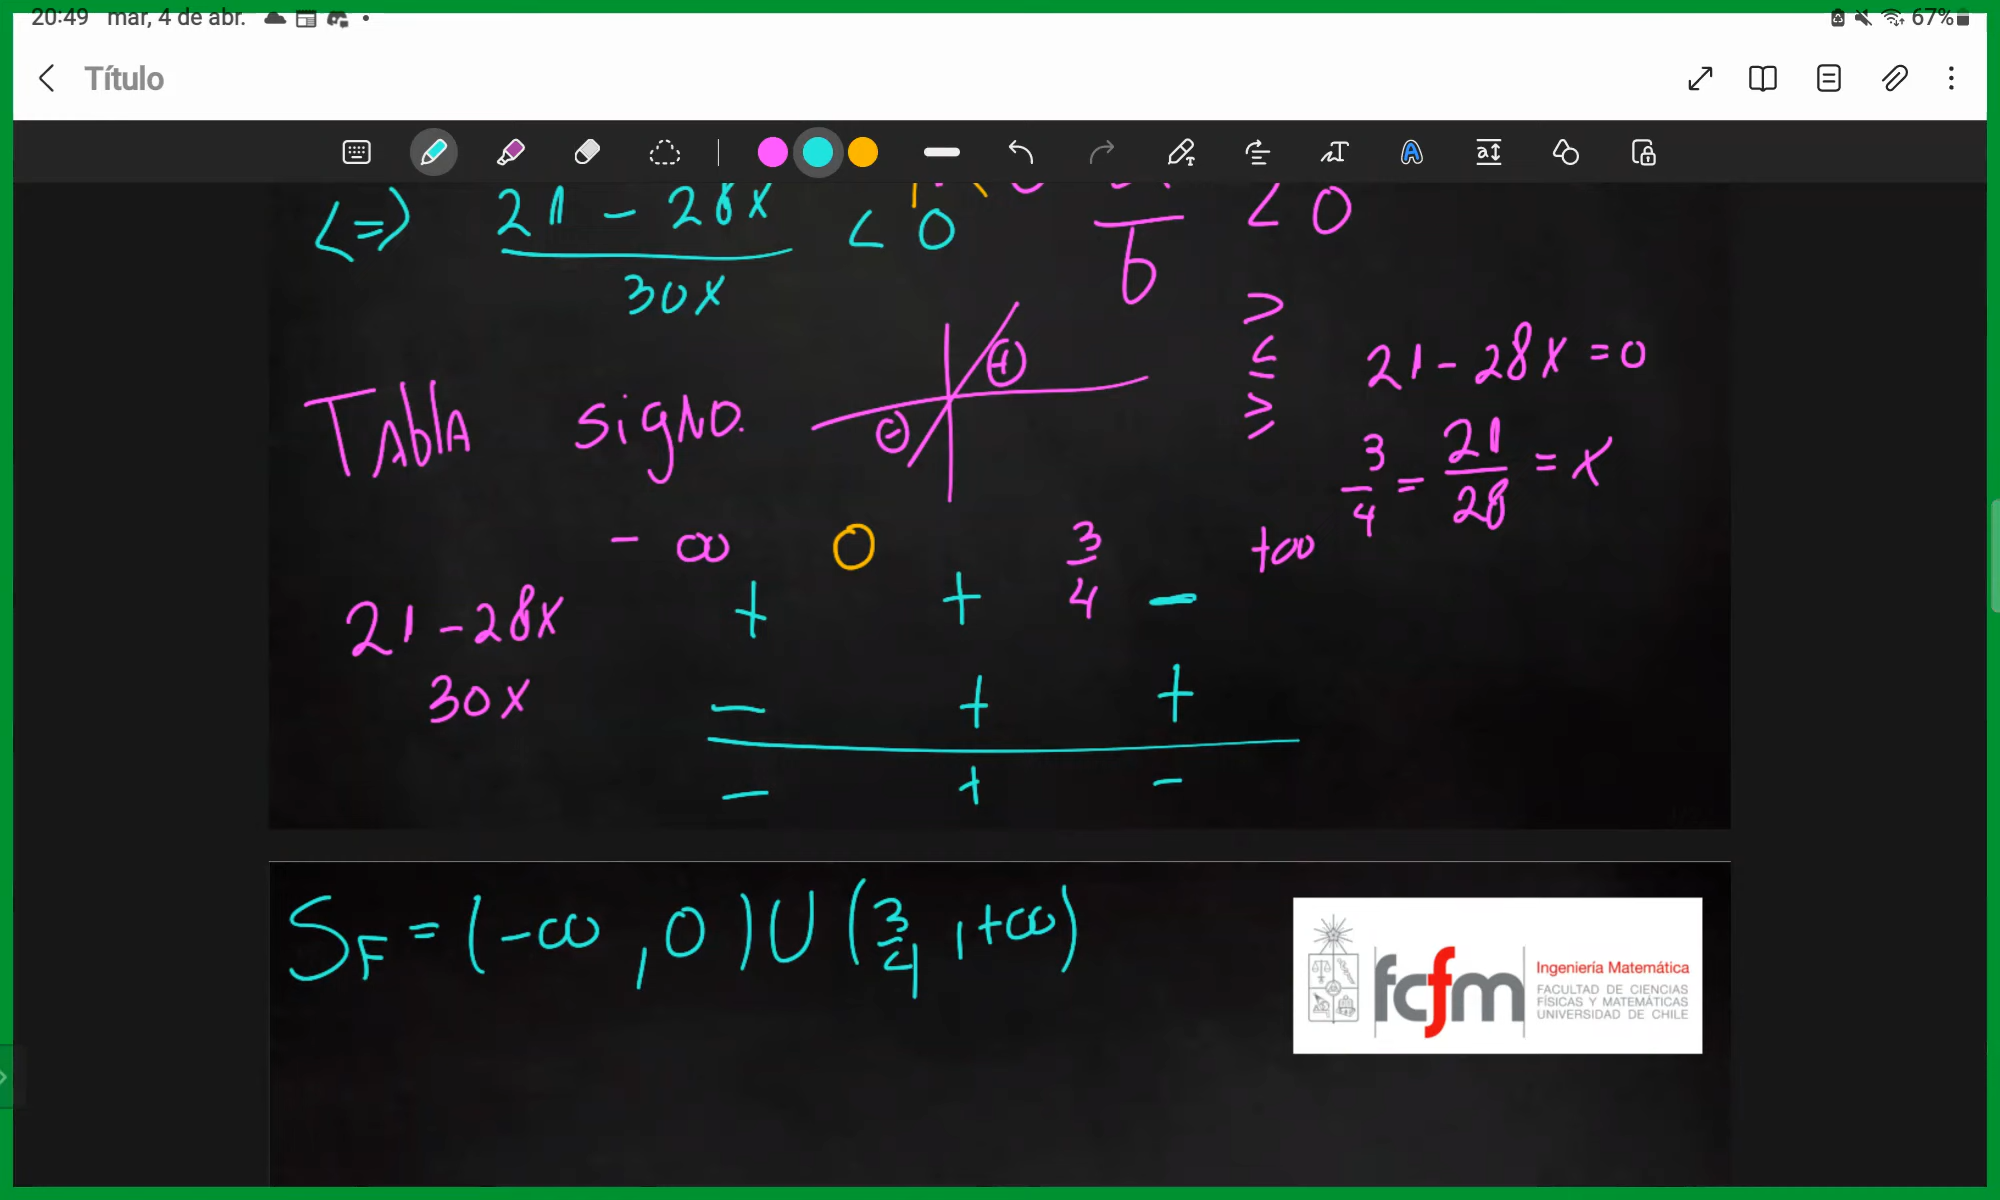 20:49 mar, 4 de abr. 67%
Título
<=> 21 - 28x < 0 < 0
30x b
>
<
21 - 28x = 0
TAblA SigNo. (+) (-)
3/4 = 21/28 = x
- ∞ 0 3/4 +∞
21 - 28x + + -
30x - + +
- + -
SF = (-∞, 0) U (3/4, +∞)
fcfm
Ingeniería Matemática
FACULTAD DE CIENCIAS
FÍSICAS Y MATEMÁTICAS
UNIVERSIDAD DE CHILE